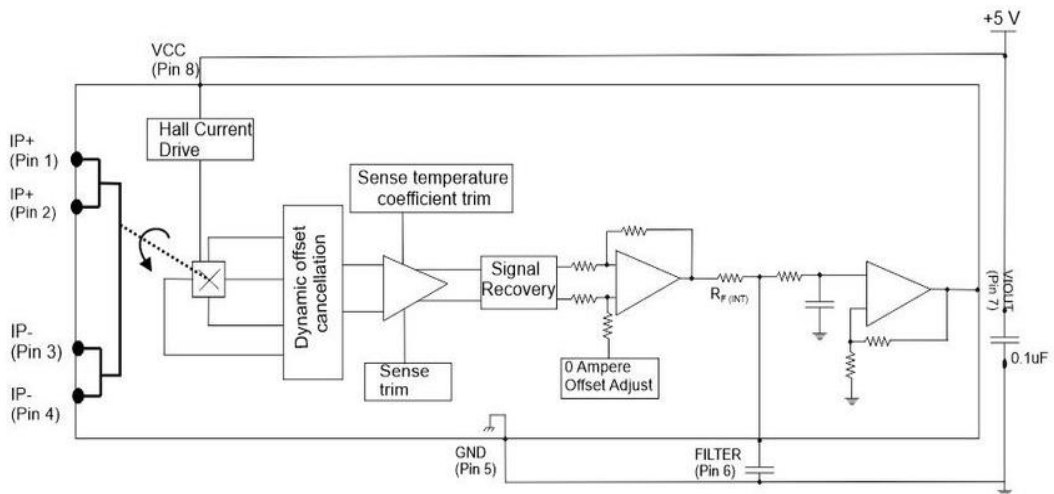 +5 V
VCC
(Pin 8)
Hall Current
Drive
IP+
(Pin 1)
IP+
(Pin 2)
Sense temperature
coefficient trim
Dynamic offset
cancellation
Signal
Recovery
RF (INT)
VIOUT
(Pin 7)
IP-
(Pin 3)
IP-
(Pin 4)
Sense
trim
0 Ampere
Offset Adjust
0.1uF
GND
(Pin 5)
FILTER
(Pin 6)